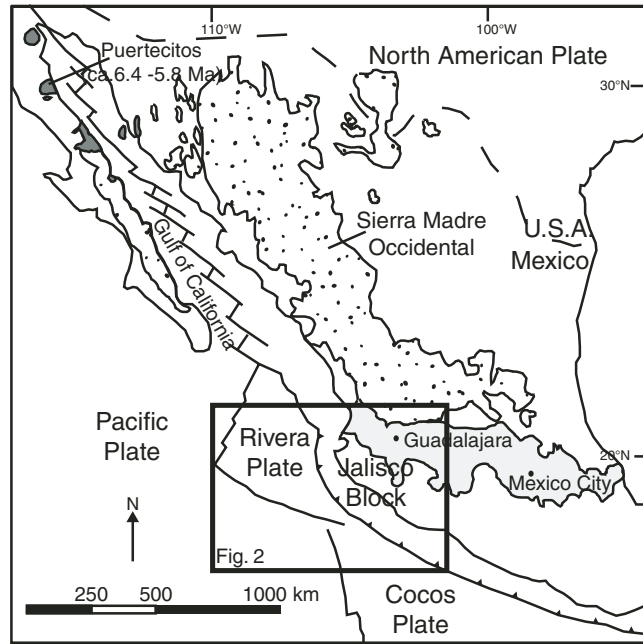 110°W
100°W
Puertecitos
(ca.6.4 -5.8 Ma)
North American Plate
30°N
Sierra Madre
Occidental
U.S.A.
Mexico
Gulf of California
Pacific
Plate
Rivera
Plate
Guadalajara
20°N
Jalisco
Block
Mexico City
N
Fig. 2
250
500
1000 km
Cocos
Plate